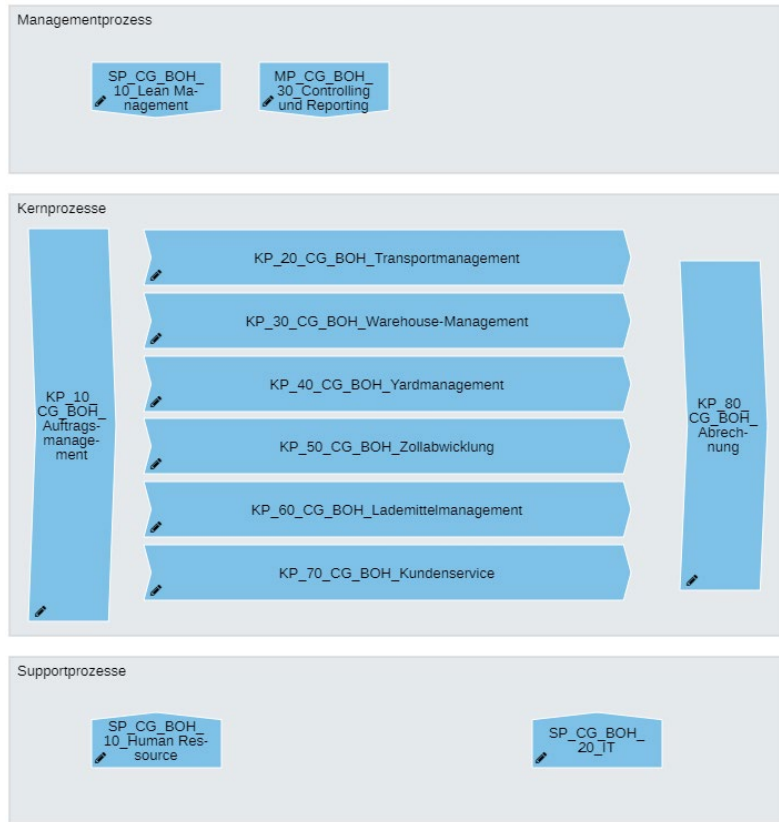 Managementprozess
SP_CG_BOH_
10_Lean Ma-
nagement
MP_CG_BOH_
30_Controlling
und Reporting
Kernprozesse
KP_10_
CG_BOH_
Auftrags-
manage-
ment
KP_20_CG_BOH_Transportmanagement
KP_30_CG_BOH_Warehouse-Management
KP_40_CG_BOH_Yardmanagement
KP_50_CG_BOH_Zollabwicklung
KP_60_CG_BOH_Lademittelmanagement
KP_70_CG_BOH_Kundenservice
KP_80_
CG_BOH_
Abrech-
nung
Supportprozesse
SP_CG_BOH_
10_Human Res-
source
SP_CG_BOH_
20_IT